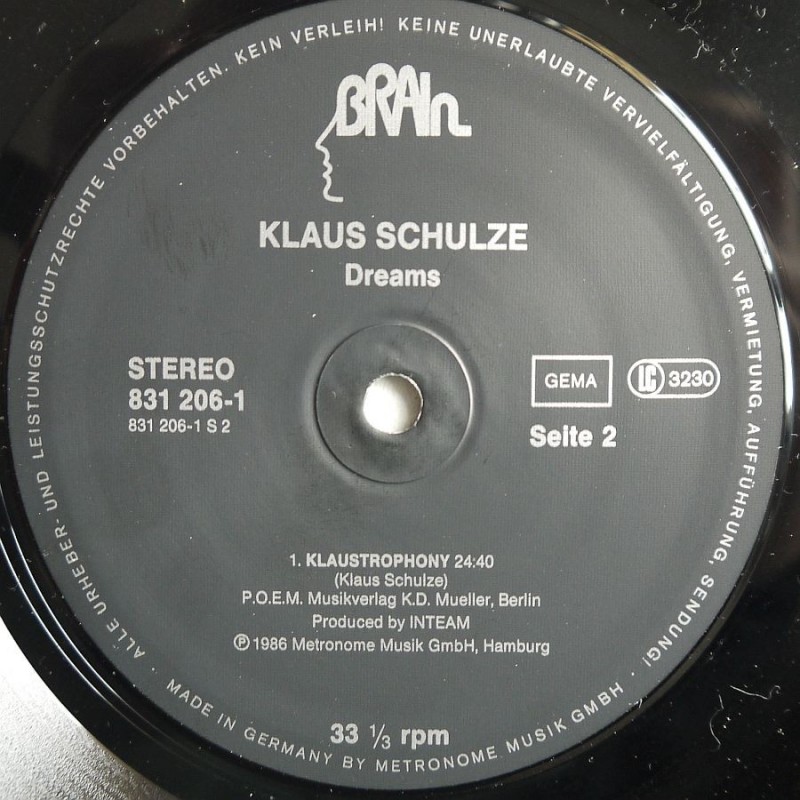 ALLE URHEBER- UND LEISTUNGSSCHUTZRECHTE VORBEHALTEN. KEIN VERLEIH! KEINE UNERLAUBTE VERVIELFÄLTIGUNG, VERMIETUNG, AUFFÜHRUNG, SENDUNG!
BRAIn
KLAUS SCHULZE
Dreams
STEREO
831 206-1
831 206-1 S 2
GEMA
LC 3230
Seite 2
1. KLAUSTROPHONY 24:40
(Klaus Schulze)
P.O.E.M. Musikverlag K.D. Mueller, Berlin
Produced by INTEAM
℗ 1986 Metronome Musik GmbH, Hamburg
33 ⅓ rpm
· MADE IN GERMANY BY METRONOME MUSIK GMBH ·